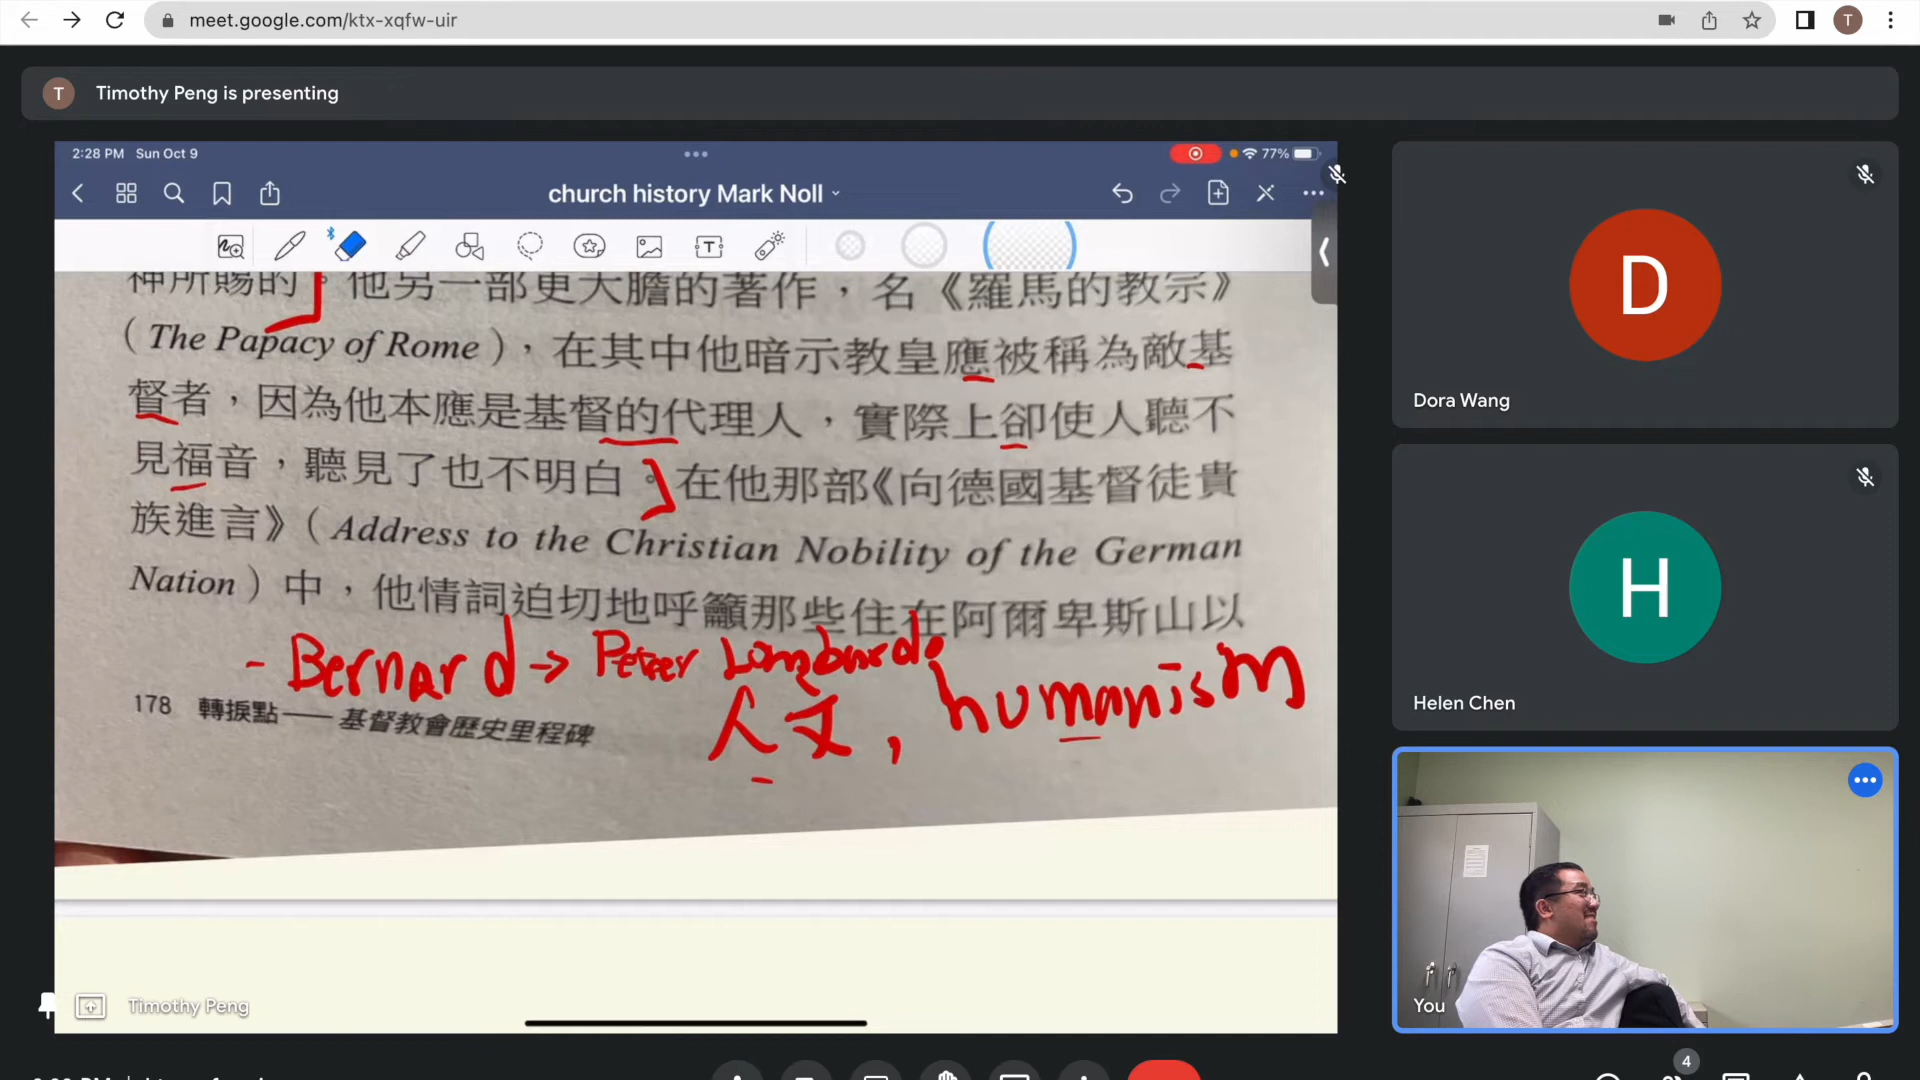 meet.google.com/ktx-xqfw-uir
T
T
Timothy Peng is presenting
2:28 PM Sun Oct 9
77%
church history Mark Noll
神所賜的。他另一部更大膽的著作，名《羅馬的教宗》
（The Papacy of Rome），在其中他暗示教皇應被稱為敵基
督者，因為他本應是基督的代理人，實際上卻使人聽不
見福音，聽見了也不明白。在他那部《向德國基督徒貴
族進言》（Address to the Christian Nobility of the German
Nation）中，他情詞迫切地呼籲那些住在阿爾卑斯山以
- Bernard → Peter Lombard
人文, humanism
178 轉捩點——基督教會歷史里程碑
Timothy Peng
D
Dora Wang
H
Helen Chen
You
4